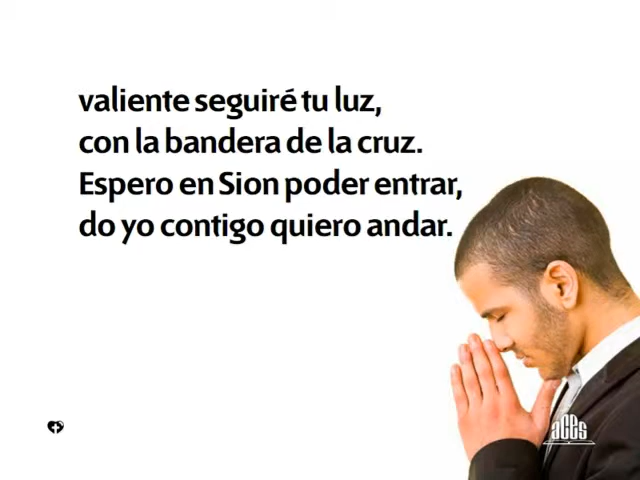 valiente seguiré tu luz,
con la bandera de la cruz.
Espero en Sion poder entrar,
do yo contigo quiero andar.
aces